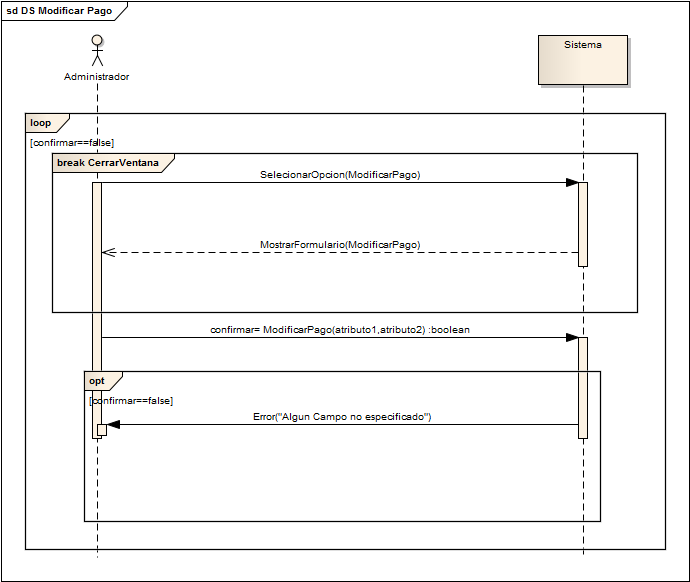 sd DS Modificar Pago
Administrador
Sistema
loop
[confirmar==false]
break CerrarVentana
SelecionarOpcion(ModificarPago)
MostrarFormulario(ModificarPago)
confirmar= ModificarPago(atributo1,atributo2) :boolean
opt
[confirmar==false]
Error("Algun Campo no especificado")